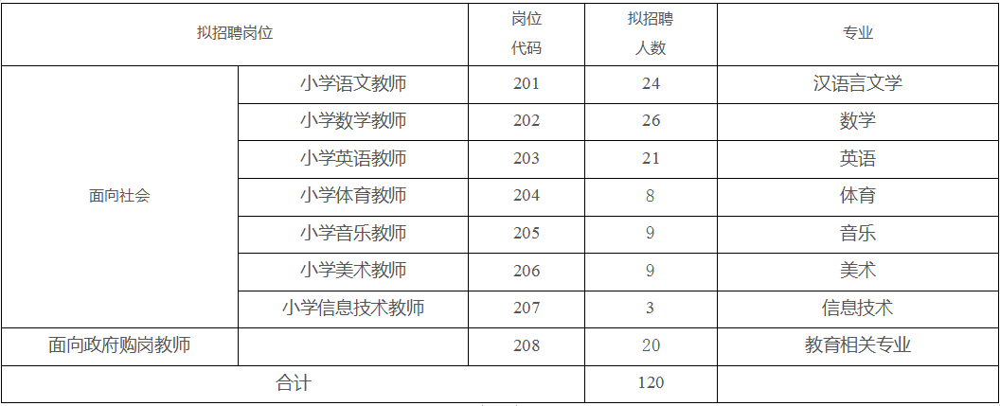 拟招聘岗位 岗位代码 拟招聘人数 专业
面向社会 小学语文教师 201 24 汉语言文学
小学数学教师 202 26 数学
小学英语教师 203 21 英语
小学体育教师 204 8 体育
小学音乐教师 205 9 音乐
小学美术教师 206 9 美术
小学信息技术教师 207 3 信息技术
面向政府购岗教师 208 20 教育相关专业
合计 120